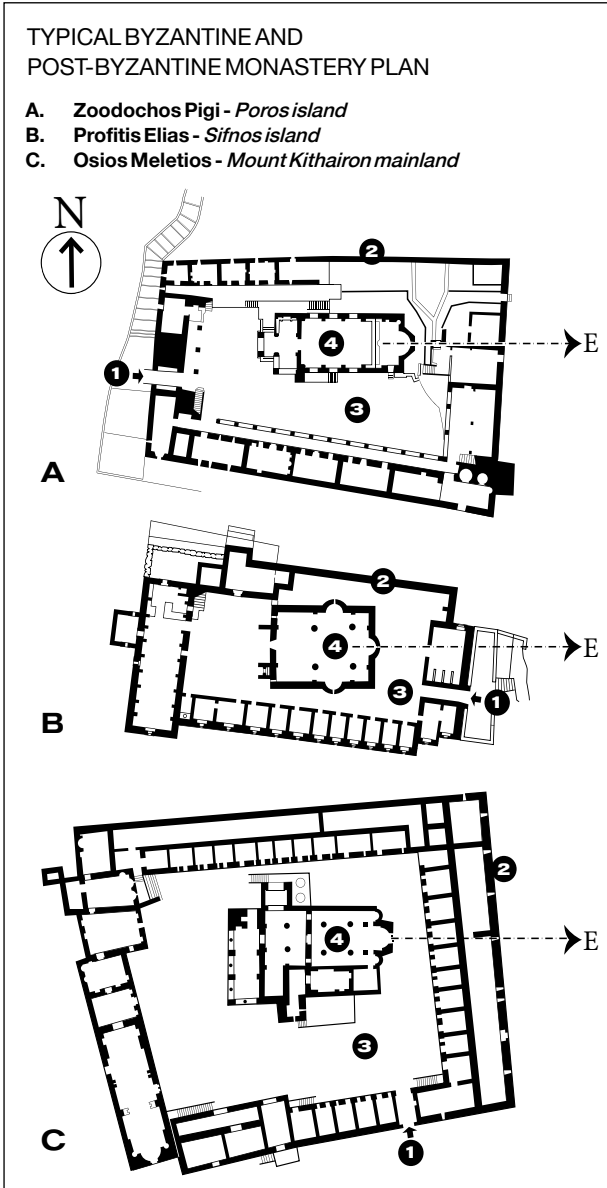 TYPICAL BYZANTINE AND
POST-BYZANTINE MONASTERY PLAN
A. Zoodochos Pigi - Poros island
B. Profitis Elias - Sifnos island
C. Osios Meletios - Mount Kithairon mainland
N
2
4
E
1
3
A
2
4
E
3
1
B
2
4
E
3
C
1